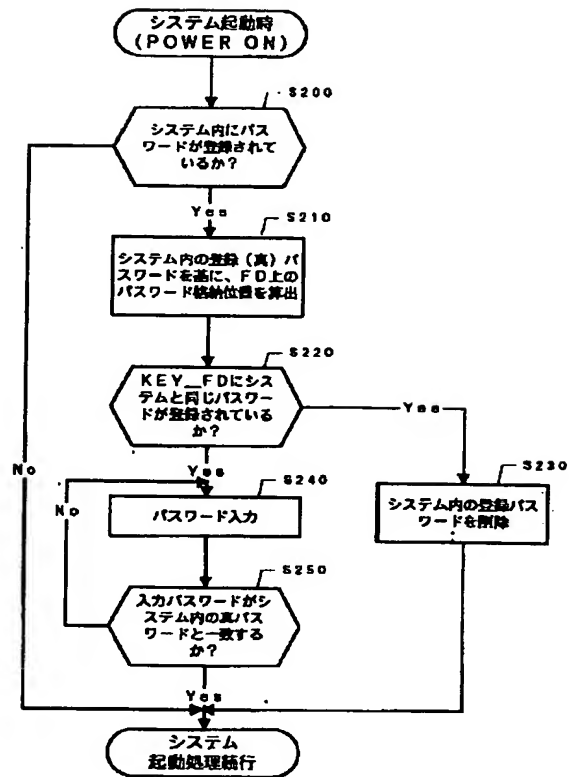 システム起動時
(POWER ON)
S200
システム内にパス
ワードが登録されて
いるか?
Yes
S210
システム内の登録(真)パ
スワードを基に、FD上の
パスワード格納位置を算出
S220
KEY_FDにシス
テムと同じパスワー
ドが登録されている
か?
Yes
No
Yes
S240
S230
No
パスワード入力
システム内の登録パス
ワードを削除
S250
入力パスワードがシ
ステム内の真パス
ワードと一致する
か?
Yes
システム
起動処理続行